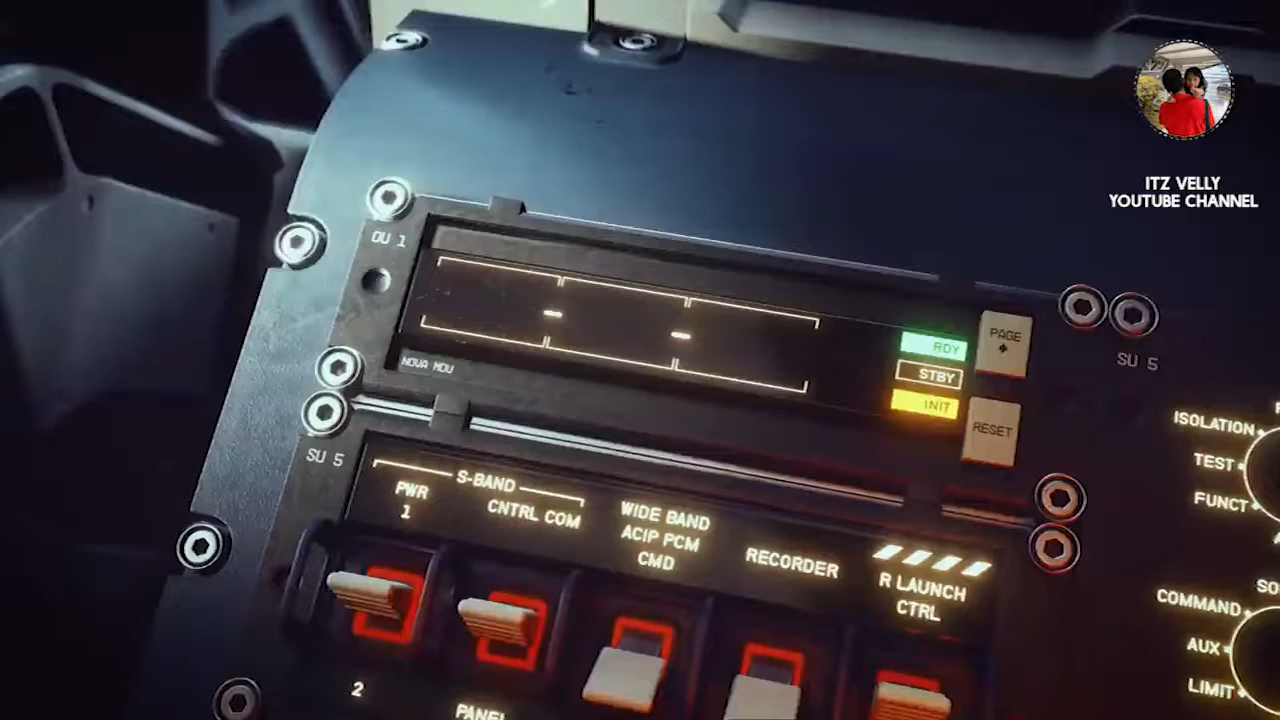 ITZ VELLY
YOUTUBE CHANNEL
OU 1
PAGE
RDY
STBY
INIT
NOVA MDU
RESET
SU 5
SU 5
ISOLATION
TEST
FUNCT
S-BAND
PWR
1
CNTRL COM
WIDE BAND
ACIP PCM
CMD
RECORDER
R LAUNCH
CTRL
COMMAND
AUX
LIMIT
2
PANEL